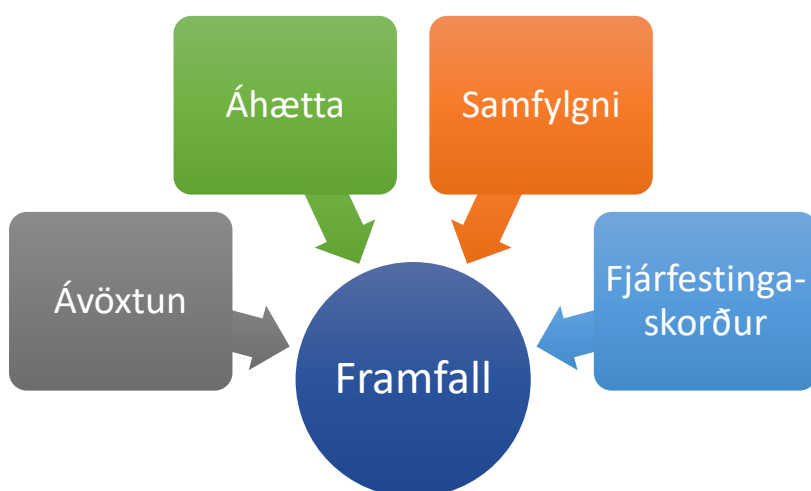 Áhætta
Samfylgni
Ávöxtun
Fjárfestinga-
skorður
Framfall